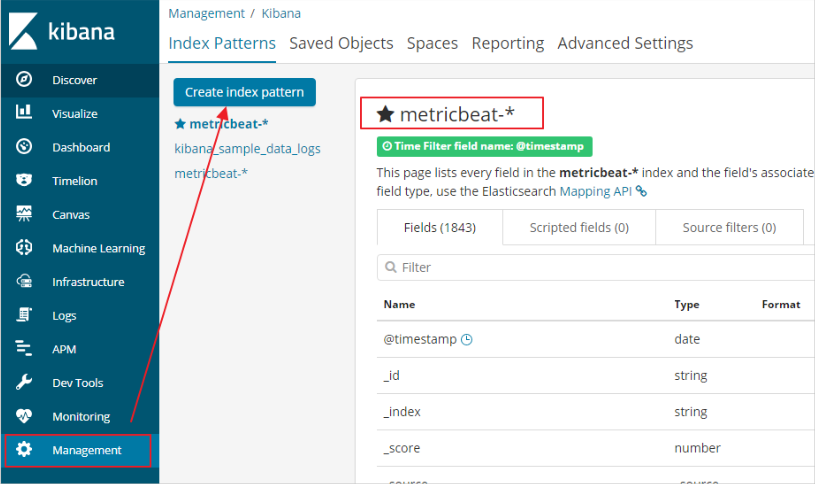 kibana
Discover
Visualize
Dashboard
Timelion
Canvas
Machine Learning
Infrastructure
Logs
APM
Dev Tools
Monitoring
Management
Management / Kibana
Index Patterns Saved Objects Spaces Reporting Advanced Settings
Create index pattern
metricbeat-*
kibana_sample_data_logs
metricbeat-*
metricbeat-*
Time Filter field name: @timestamp
This page lists every field in the metricbeat-* index and the field's associate
field type, use the Elasticsearch Mapping API
Fields (1843) Scripted fields (0) Source filters (0)
Filter
Name Type Format
@timestamp date
_id string
_index string
_score number
_source _source